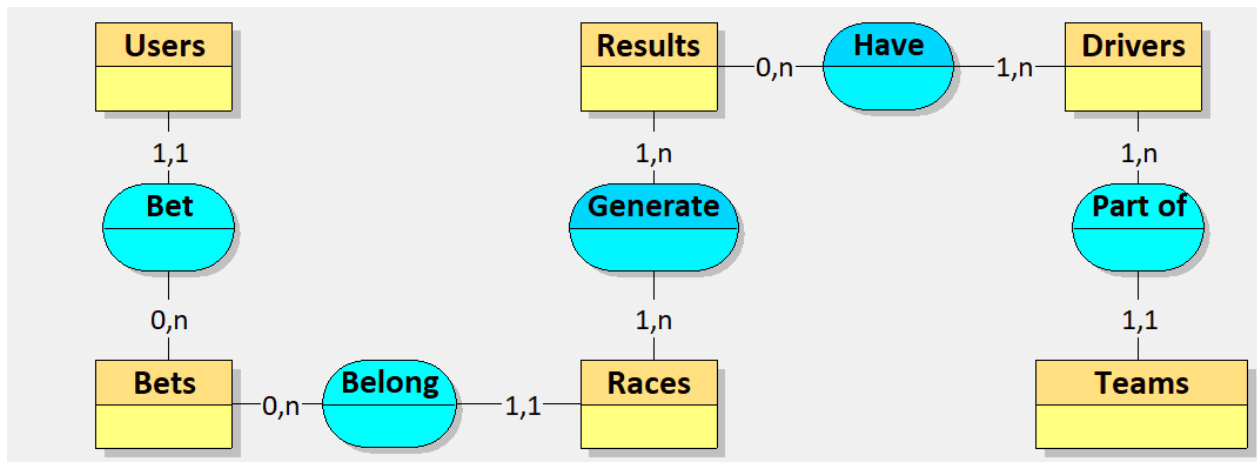 Users
Results
0,n
Have
1,n
Drivers
1,1
1,n
1,n
Bet
Generate
Part of
0,n
1,n
1,1
Bets
0,n
Belong
1,1
Races
Teams